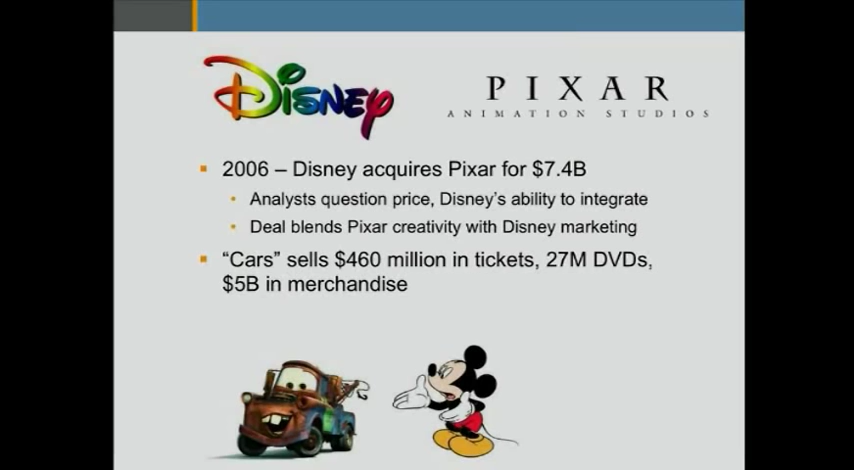 Disney
PIXAR
ANIMATION STUDIOS
2006 – Disney acquires Pixar for $7.4B
Analysts question price, Disney's ability to integrate
Deal blends Pixar creativity with Disney marketing
“Cars” sells $460 million in tickets, 27M DVDs,
$5B in merchandise